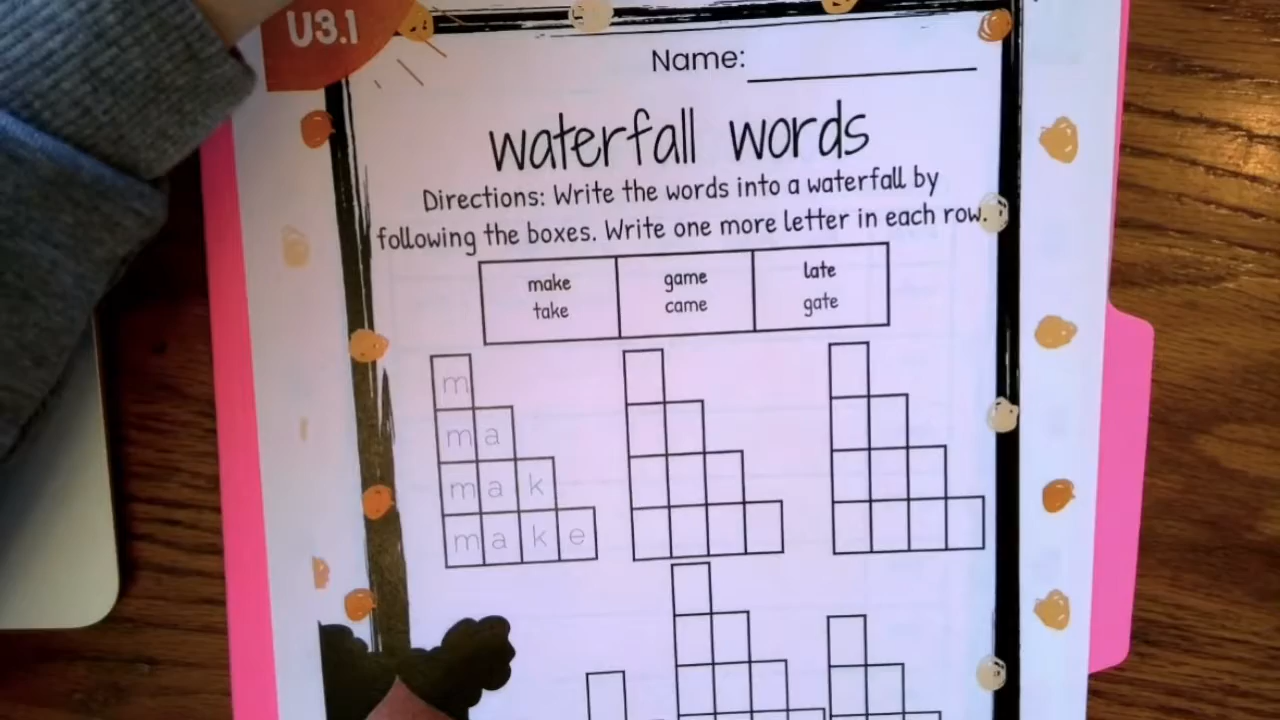 U3.1
Name:
waterfall words
Directions: Write the words into a waterfall by
following the boxes. Write one more letter in each row.
make game late
take came gate
m
m a
m a k
m a k e